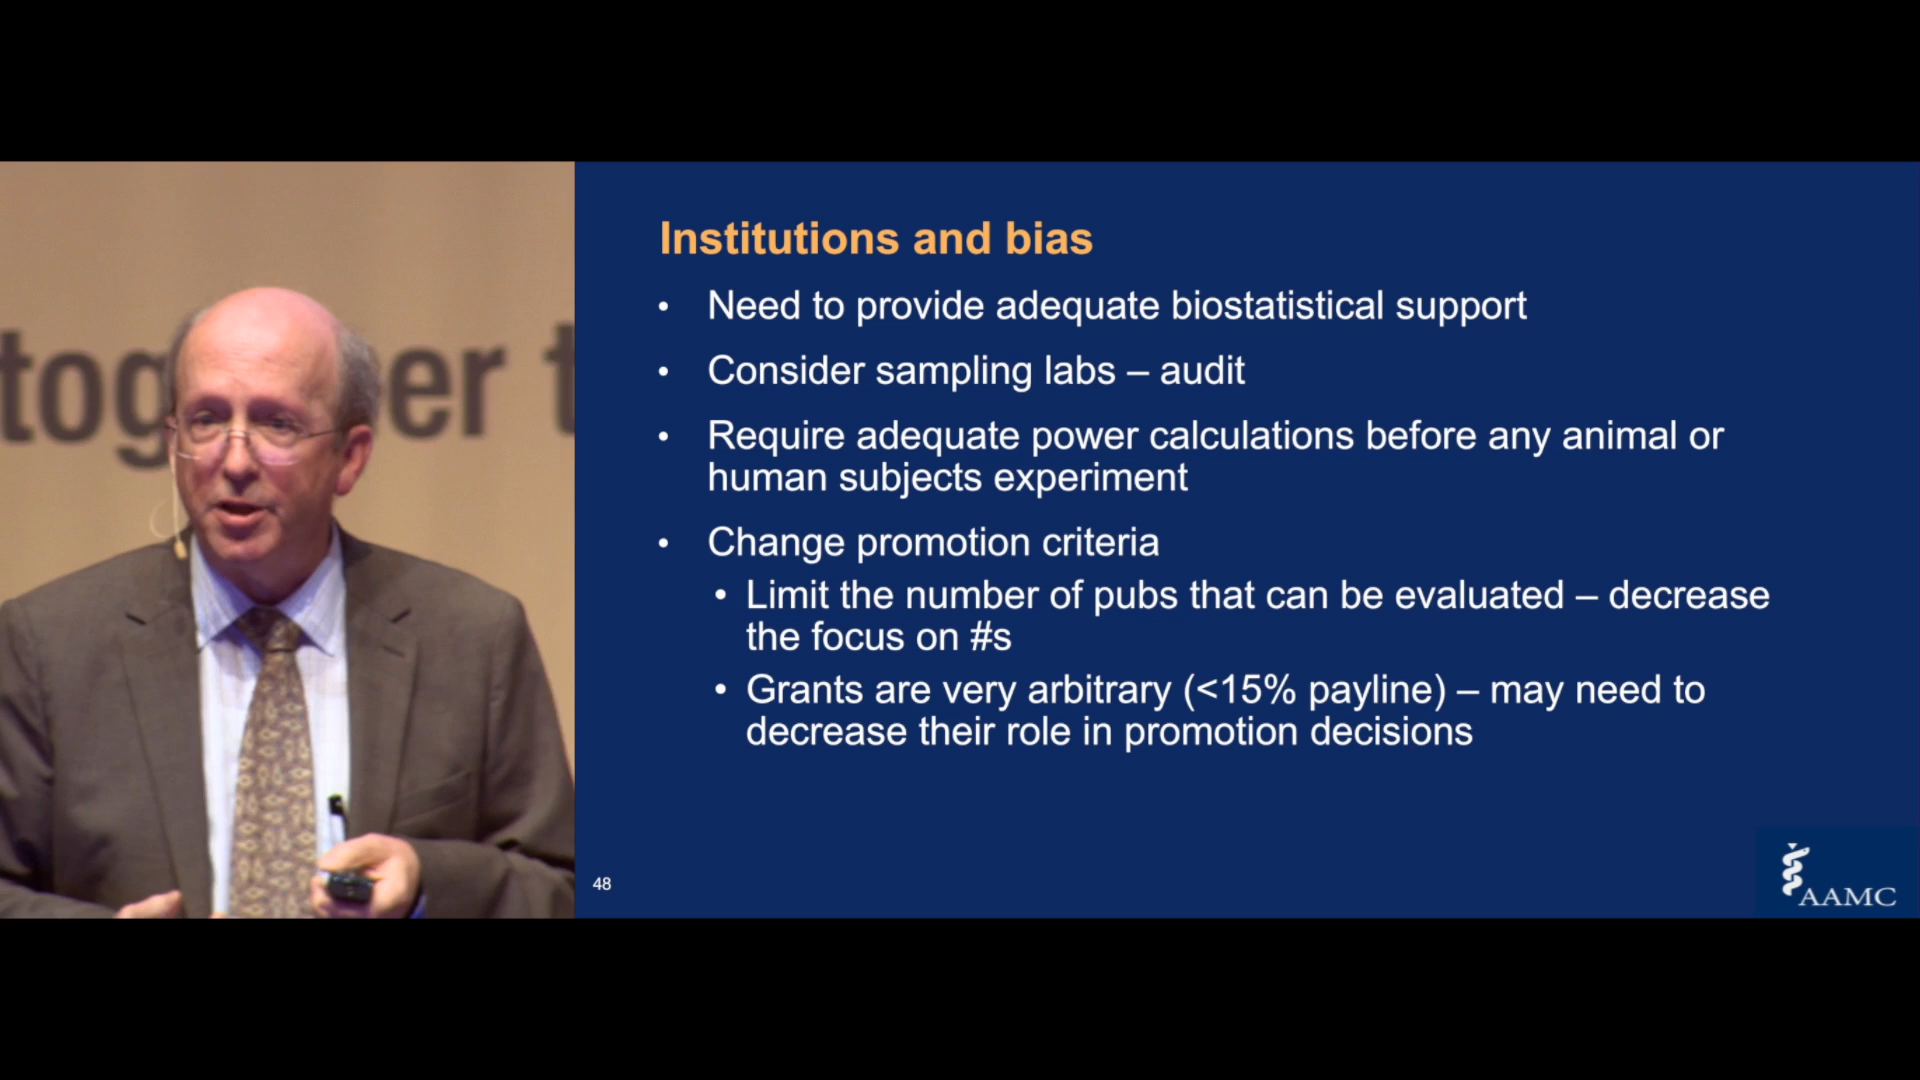 tog er t
Institutions and bias
• Need to provide adequate biostatistical support
• Consider sampling labs – audit
• Require adequate power calculations before any animal or
human subjects experiment
• Change promotion criteria
• Limit the number of pubs that can be evaluated – decrease
the focus on #s
• Grants are very arbitrary (<15% payline) – may need to
decrease their role in promotion decisions
48
AAMC